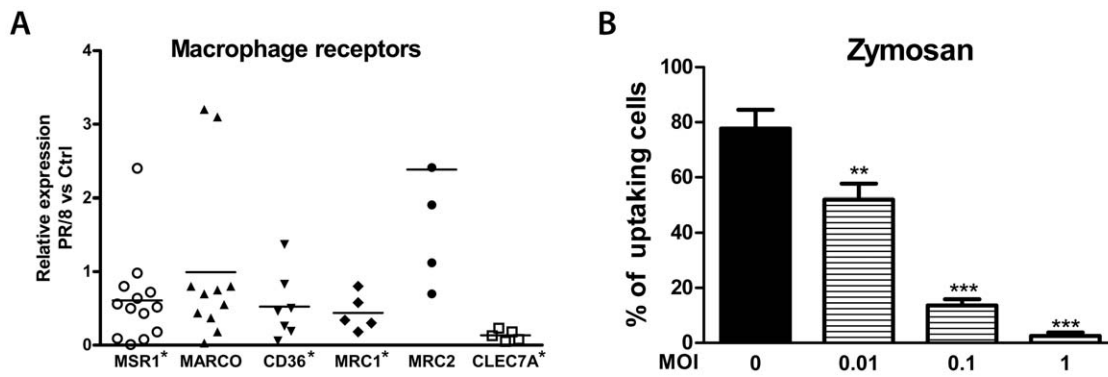 A
Macrophage receptors
Relative expression
PR/8 vs Ctrl
4
3
2
1
0
MSR1* MARCO CD36* MRC1* MRC2 CLEC7A*
B
Zymosan
% of uptaking cells
100
80
60
40
20
0
**
***
***
MOI 0 0.01 0.1 1